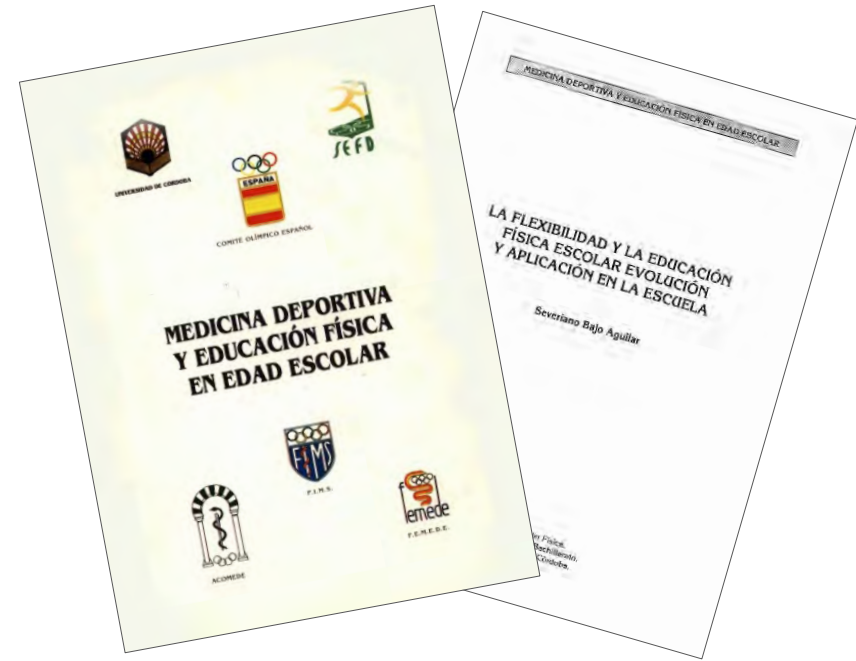 SEFD
UNIVERSIDAD DE CÓRDOBA
ESPAÑA
COMITÉ OLÍMPICO ESPAÑOL
MEDICINA DEPORTIVA
Y EDUCACIÓN FÍSICA
EN EDAD ESCOLAR
FIMS
F.I.M.S.
femede
F.E.M.E.D.E.
ACOMEDE
MEDICINA DEPORTIVA Y EDUCACIÓN FÍSICA EN EDAD ESCOLAR
LA FLEXIBILIDAD Y LA EDUCACIÓN
FÍSICA ESCOLAR EVOLUCIÓN
Y APLICACIÓN EN LA ESCUELA
Severiano Bajo Aguilar
Física.
Bachillerato.
Córdoba.